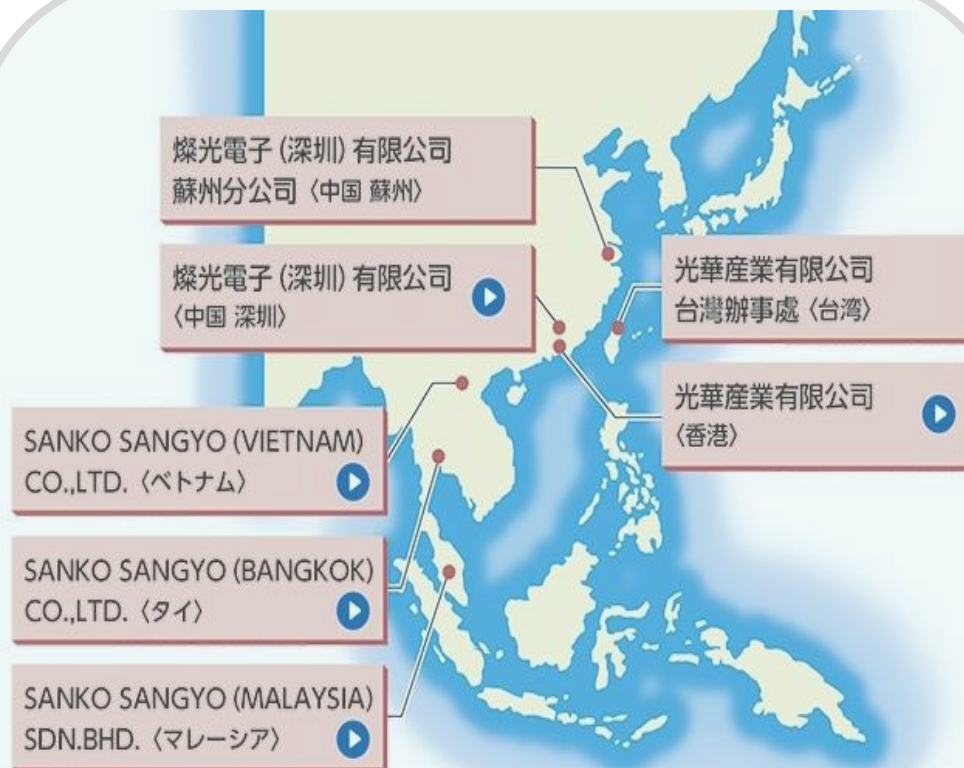 燦光電子(深圳)有限公司
蘇州分公司〈中国 蘇州〉
燦光電子(深圳)有限公司
〈中国 深圳〉
光華産業有限公司
台灣辦事處〈台湾〉
光華産業有限公司
〈香港〉
SANKO SANGYO (VIETNAM)
CO.,LTD.〈ベトナム〉
SANKO SANGYO (BANGKOK)
CO.,LTD.〈タイ〉
SANKO SANGYO (MALAYSIA)
SDN.BHD.〈マレーシア〉